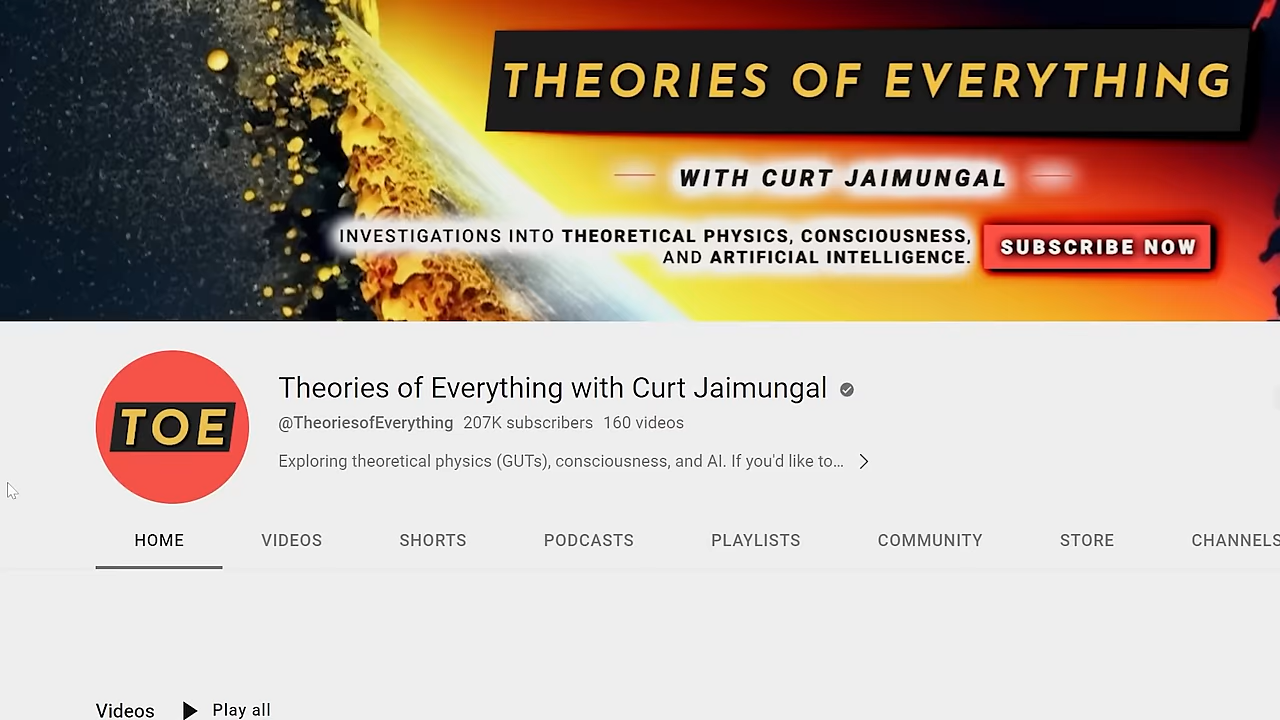 THEORIES OF EVERYTHING
WITH CURT JAIMUNGAL
INVESTIGATIONS INTO THEORETICAL PHYSICS, CONSCIOUSNESS,
AND ARTIFICIAL INTELLIGENCE.
SUBSCRIBE NOW
TOE
Theories of Everything with Curt Jaimungal
@TheoriesofEverything 207K subscribers 160 videos
Exploring theoretical physics (GUTs), consciousness, and AI. If you'd like to...
HOME VIDEOS SHORTS PODCASTS PLAYLISTS COMMUNITY STORE CHANNELS
Videos Play all